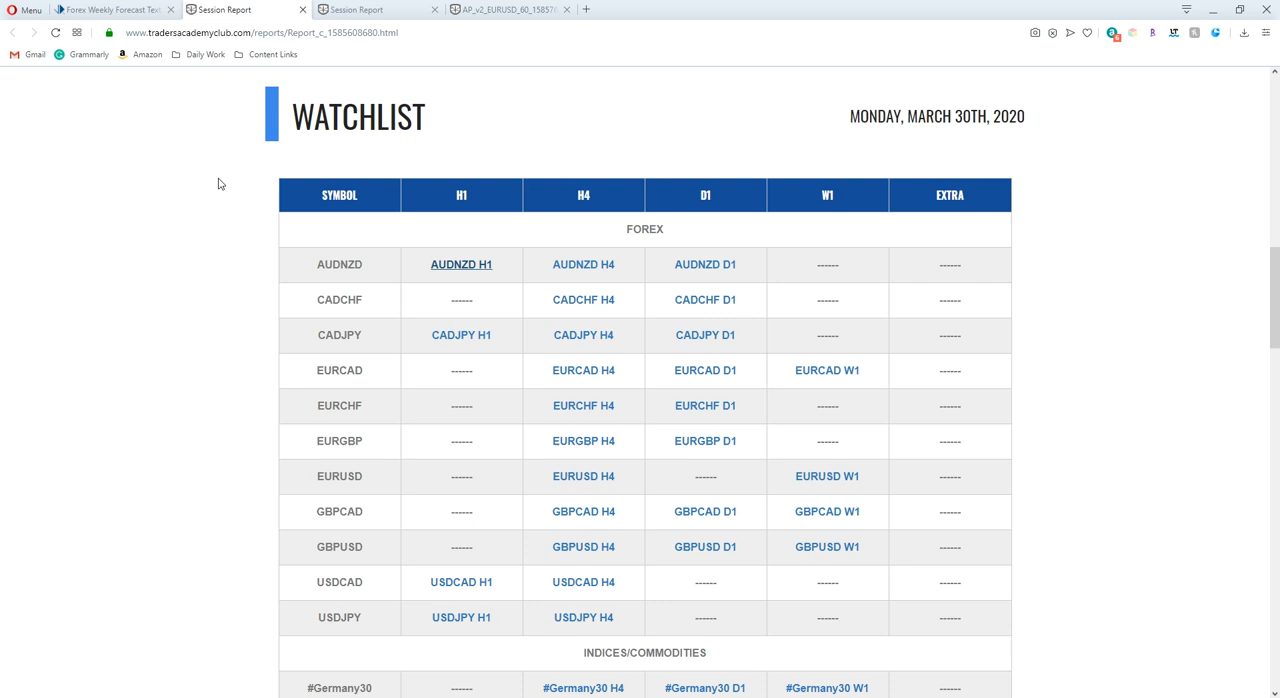 Menu
Forex Weekly Forecast Text
Session Report
Session Report
AP_v2_EURUSD_60_15857
www.tradersacademyclub.com/reports/Report_c_1585608680.html
Gmail
Grammarly
Amazon
Daily Work
Content Links
WATCHLIST
MONDAY, MARCH 30TH, 2020
SYMBOL H1 H4 D1 W1 EXTRA
FOREX
AUDNZD AUDNZD H1 AUDNZD H4 AUDNZD D1 ------ ------
CADCHF ------ CADCHF H4 CADCHF D1 ------ ------
CADJPY CADJPY H1 CADJPY H4 CADJPY D1 ------ ------
EURCAD ------ EURCAD H4 EURCAD D1 EURCAD W1 ------
EURCHF ------ EURCHF H4 EURCHF D1 ------ ------
EURGBP ------ EURGBP H4 EURGBP D1 ------ ------
EURUSD ------ EURUSD H4 ------ EURUSD W1 ------
GBPCAD ------ GBPCAD H4 GBPCAD D1 GBPCAD W1 ------
GBPUSD ------ GBPUSD H4 GBPUSD D1 GBPUSD W1 ------
USDCAD USDCAD H1 USDCAD H4 ------ ------ ------
USDJPY USDJPY H1 USDJPY H4 ------ ------ ------
INDICES/COMMODITIES
#Germany30 ------ #Germany30 H4 #Germany30 D1 #Germany30 W1 ------